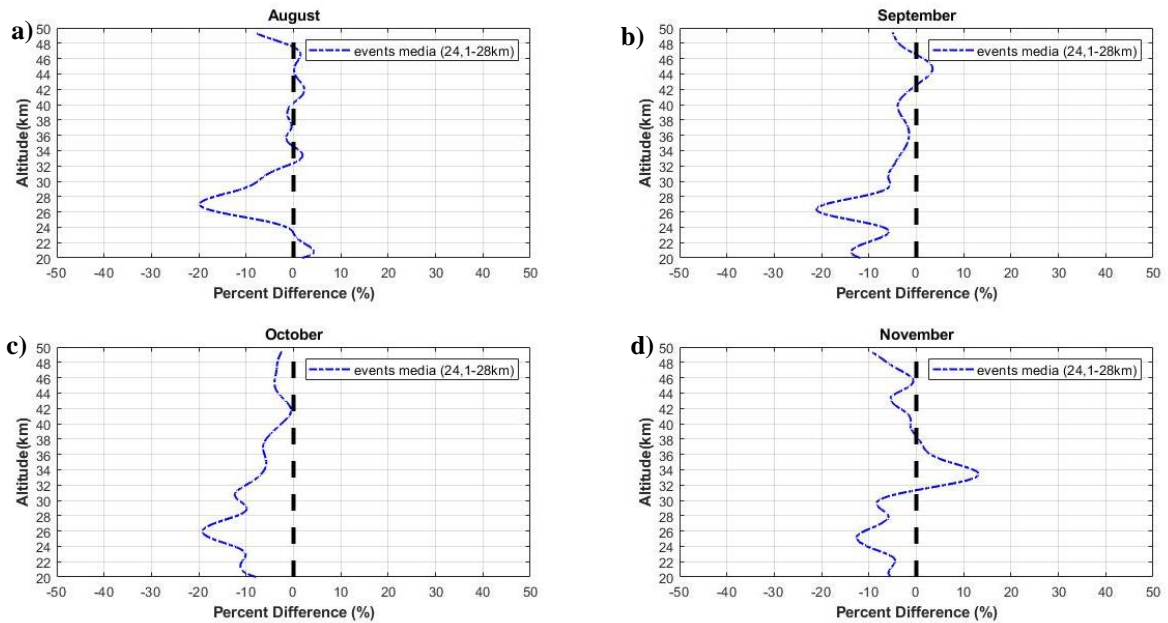 a)
August
50
48
46
44
42
40
38
36
34
32
30
28
26
24
22
20
Altitude(km)
events media (24,1-28km)
-50 -40 -30 -20 -10 0 10 20 30 40 50
Percent Difference (%)
b)
September
50
48
46
44
42
40
38
36
34
32
30
28
26
24
22
20
Altitude(km)
events media (24,1-28km)
-50 -40 -30 -20 -10 0 10 20 30 40 50
Percent Difference (%)
c)
October
50
48
46
44
42
40
38
36
34
32
30
28
26
24
22
20
Altitude(km)
events media (24,1-28km)
-50 -40 -30 -20 -10 0 10 20 30 40 50
Percent Difference (%)
d)
November
50
48
46
44
42
40
38
36
34
32
30
28
26
24
22
20
Altitude(km)
events media (24,1-28km)
-50 -40 -30 -20 -10 0 10 20 30 40 50
Percent Difference (%)